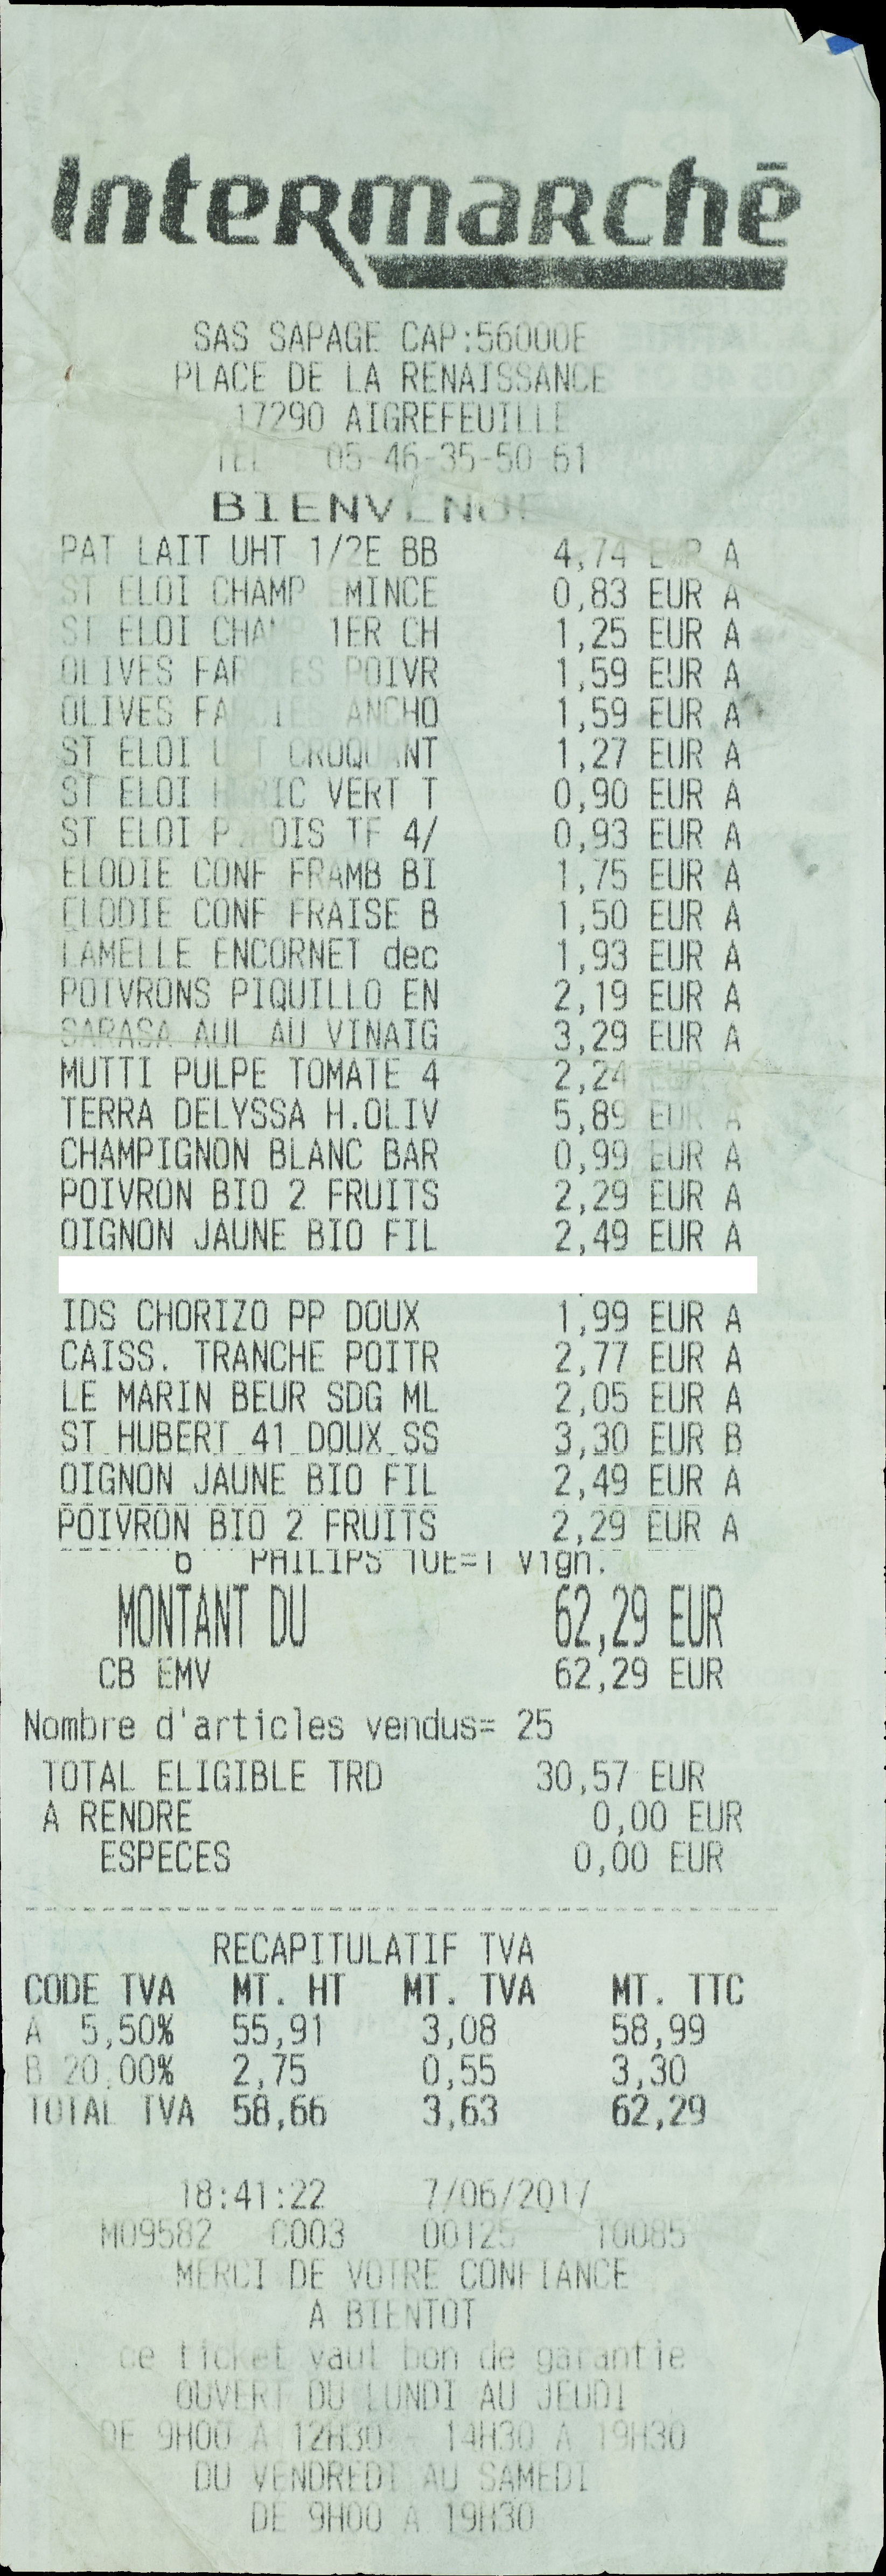 Intermarchē
SAS SAPAGE CAP:56000E
PLACE DE LA RENAISSANCE
17290 AIGREFEUILLE
TEL 05-46-35-50-61
BIENVENUE
PAT LAIT UHT 1/2E BB 4,74 EUR A
ST ELOI CHAMP EMINCE 0,83 EUR A
ST ELOI CHAMP 1ER CH 1,25 EUR A
OLIVES FARCIES POIVR 1,59 EUR A
OLIVES FARCIES ANCHO 1,59 EUR A
ST ELOI CROQUANT 1,27 EUR A
ST ELOI HARIC VERT T 0,90 EUR A
ST ELOI P. OIS TF 4/ 0,93 EUR A
ELODIE CONF FRAMB BI 1,75 EUR A
ELODIE CONF FRAISE B 1,50 EUR A
LAMELLE ENCORNET dec 1,93 EUR A
POIVRONS PIQUILLO EN 2,19 EUR A
SARASA AUL AU VINAIG 3,29 EUR A
MUTTI PULPE TOMATE 4 2,24 EUR A
TERRA DELYSSA H.OLIV 5,89 EUR A
CHAMPIGNON BLANC BAR 0,99 EUR A
POIVRON BIO 2 FRUITS 2,29 EUR A
OIGNON JAUNE BIO FIL 2,49 EUR A
IDS CHORIZO PP DOUX 1,99 EUR A
CAISS. TRANCHE POITR 2,77 EUR A
LE MARIN BEUR SDG ML 2,05 EUR A
ST HUBERT 41 DOUX SS 3,30 EUR B
OIGNON JAUNE BIO FIL 2,49 EUR A
POIVRON BIO 2 FRUITS 2,29 EUR A
6 PHILIPS 10E=1 Vign.
MONTANT DU 62,29 EUR
CB EMV 62,29 EUR
Nombre d'articles vendus= 25
TOTAL ELIGIBLE TRD 30,57 EUR
A RENDRE 0,00 EUR
ESPECES 0,00 EUR
RECAPITULATIF TVA
CODE TVA MT. HT MT. TVA MT. TTC
A 5,50% 55,91 3,08 58,99
B 20,00% 2,75 0,55 3,30
TOTAL TVA 58,66 3,63 62,29
18:41:22 7/06/2017
M09582 C003 00125 T0085
MERCI DE VOTRE CONFIANCE
A BIENTOT
ce ticket vaut bon de garantie
OUVERT DU LUNDI AU JEUDI
DE 9H00 A 12H30 - 14H30 A 19H30
DU VENDREDI AU SAMEDI
DE 9H00 A 19H30